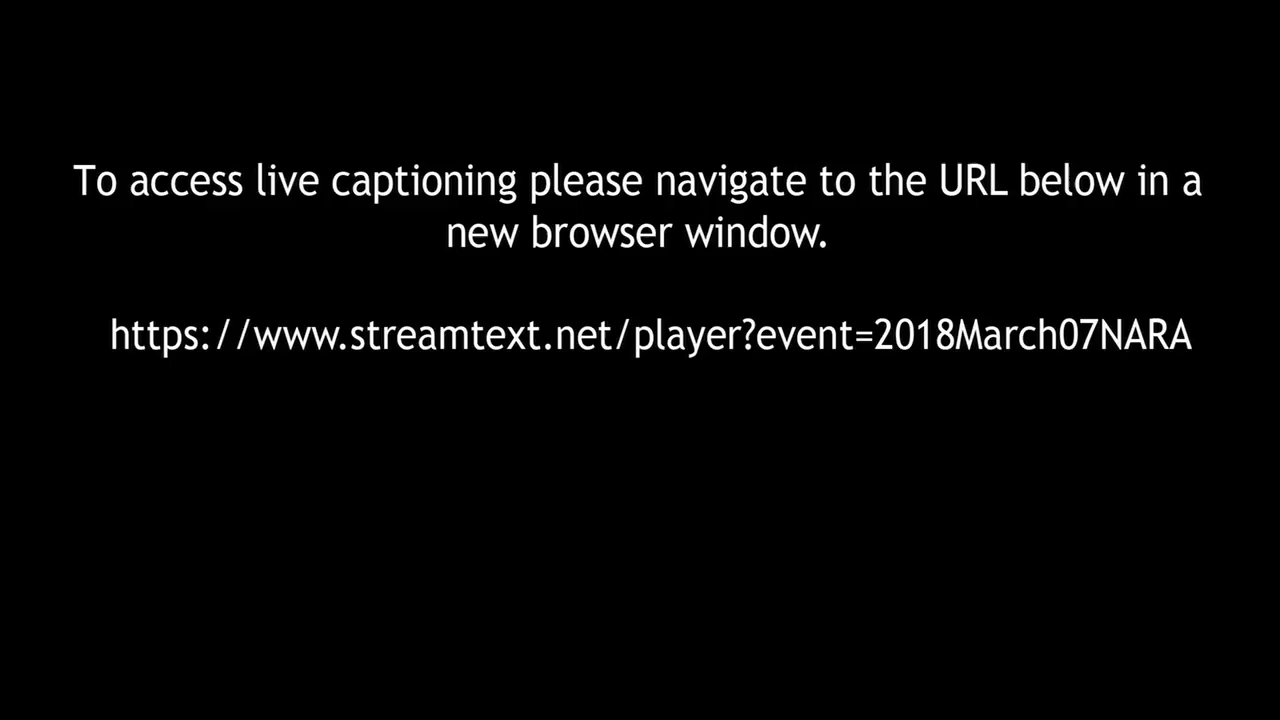 To access live captioning please navigate to the URL below in a
new browser window.
https://www.streamtext.net/player?event=2018March07NARA